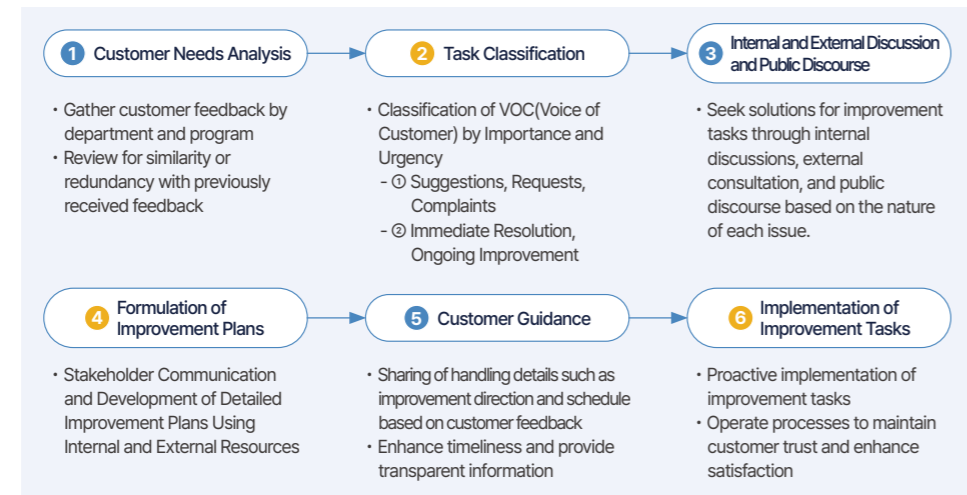 1 Customer Needs Analysis
· Gather customer feedback by
department and program
· Review for similarity or
redundancy with previously
received feedback
2 Task Classification
· Classification of VOC(Voice of
Customer) by Importance and
Urgency
- ① Suggestions, Requests,
Complaints
- ② Immediate Resolution,
Ongoing Improvement
3 Internal and External Discussion
and Public Discourse
· Seek solutions for improvement
tasks through internal
discussions, external
consultation, and public
discourse based on the nature
of each issue.
4 Formulation of
Improvement Plans
· Stakeholder Communication
and Development of Detailed
Improvement Plans Using
Internal and External Resources
5 Customer Guidance
· Sharing of handling details such as
improvement direction and schedule
based on customer feedback
· Enhance timeliness and provide
transparent information
6 Implementation of
Improvement Tasks
· Proactive implementation of
improvement tasks
· Operate processes to maintain
customer trust and enhance
satisfaction